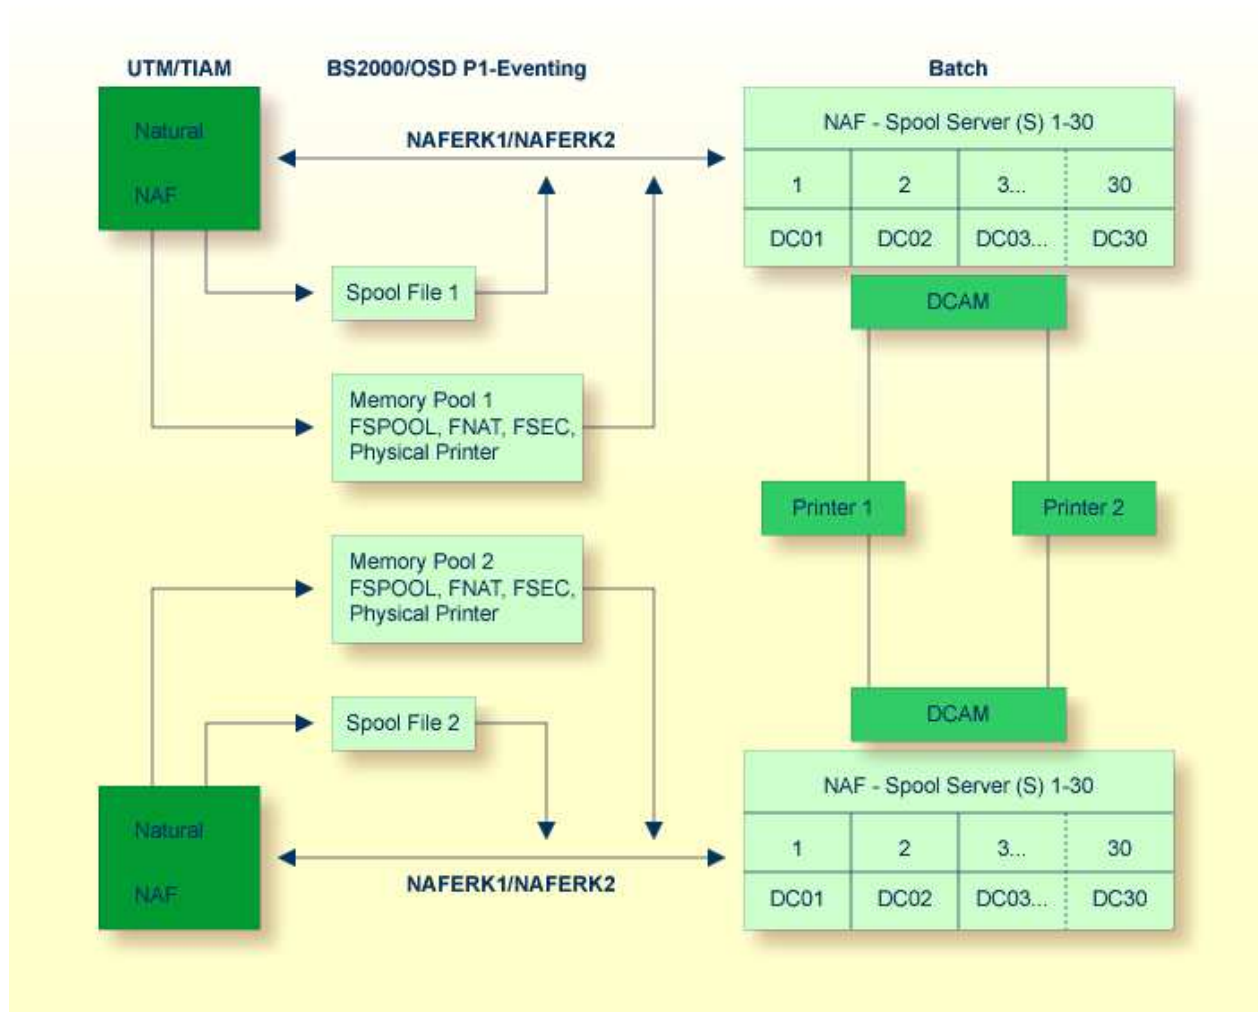 UTM/TIAM
BS2000/OSD P1-Eventing
Batch
Natural
NAF
NAFERK1/NAFERK2
NAF - Spool Server (S) 1-30
1 2 3... 30
DC01 DC02 DC03... DC30
Spool File 1
DCAM
Memory Pool 1
FSPOOL, FNAT, FSEC,
Physical Printer
Printer 1
Printer 2
Memory Pool 2
FSPOOL, FNAT, FSEC,
Physical Printer
Spool File 2
DCAM
Natural
NAF
NAFERK1/NAFERK2
NAF - Spool Server (S) 1-30
1 2 3... 30
DC01 DC02 DC03... DC30